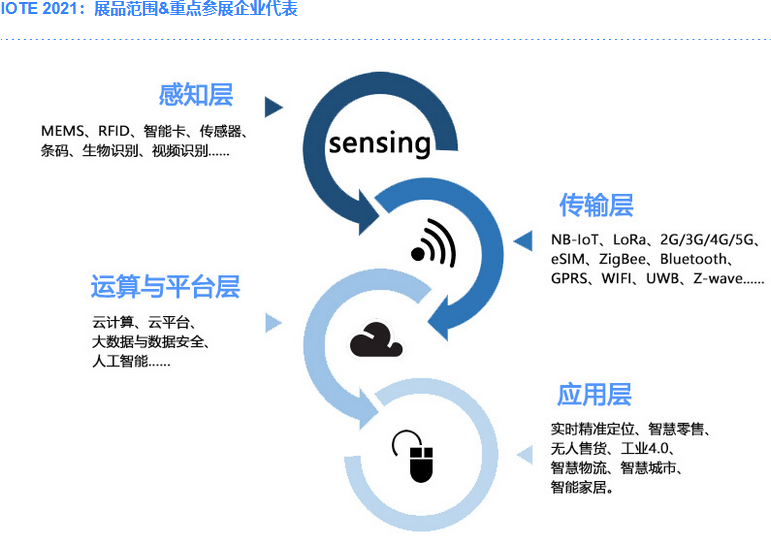 IOTE 2021：展品范围&重点参展企业代表
感知层
MEMS、RFID、智能卡、传感器、
条码、生物识别、视频识别......
sensing
传输层
NB-IoT、LoRa、2G/3G/4G/5G、
eSIM、ZigBee、Bluetooth、
GPRS、WIFI、UWB、Z-wave......
运算与平台层
云计算、云平台、
大数据与数据安全、
人工智能......
应用层
实时精准定位、智慧零售、
无人售货、工业4.0、
智慧物流、智慧城市、
智能家居。